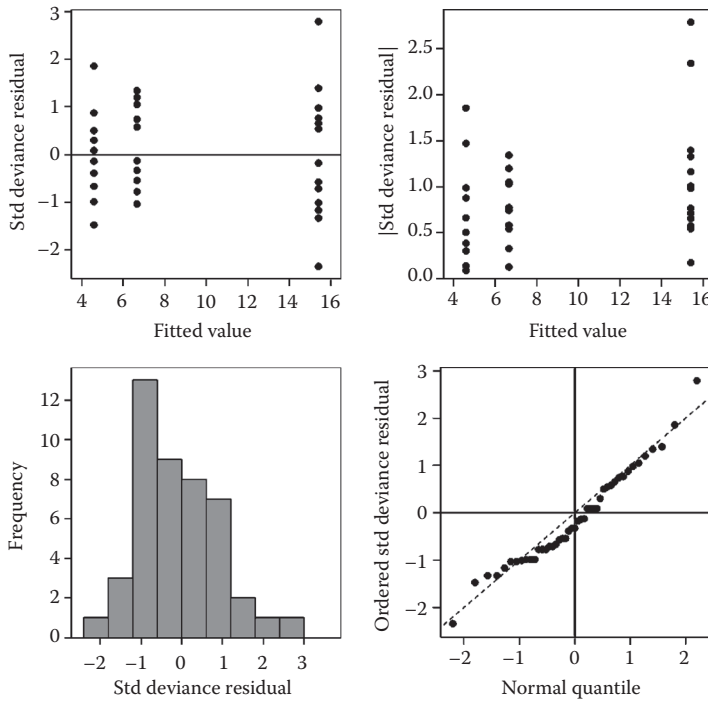 3
2
1
0
−1
−2
4 6 8 10 12 14 16
Fitted value
Std deviance residual
2.5
2.0
1.5
1.0
0.5
0.0
4 6 8 10 12 14 16
Fitted value
|Std deviance residual|
12
10
8
6
4
2
0
−2 −1 0 1 2 3
Std deviance residual
Frequency
3
2
1
0
−1
−2
−2 −1 0 1 2
Normal quantile
Ordered std deviance residual